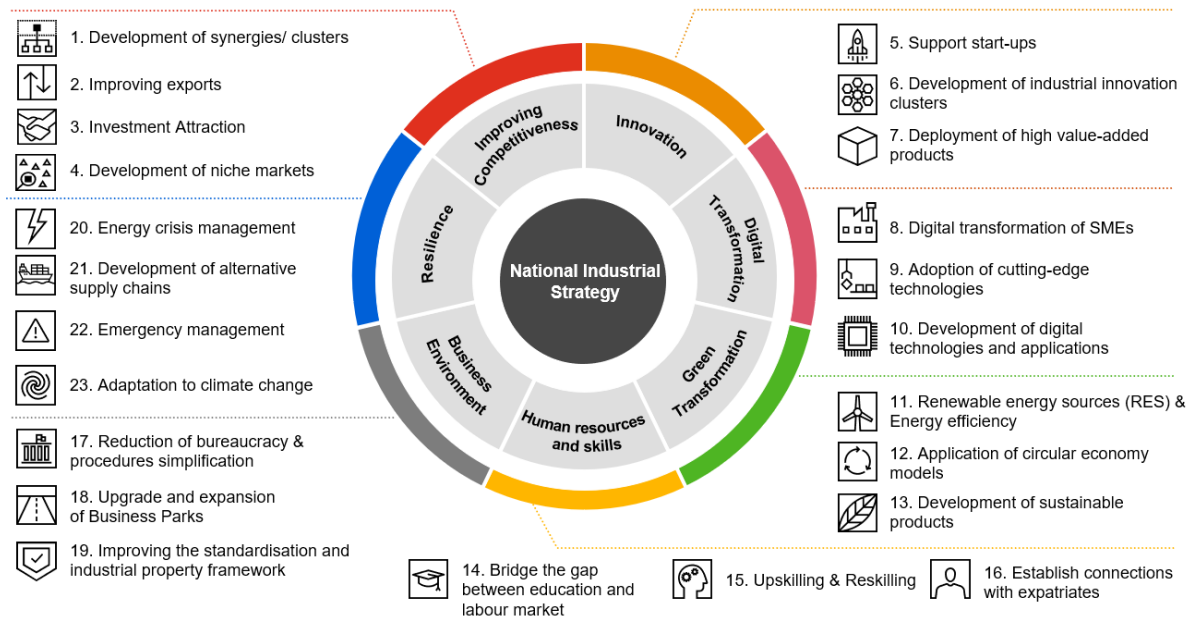 1. Development of synergies/ clusters
2. Improving exports
3. Investment Attraction
4. Development of niche markets
5. Support start-ups
6. Development of industrial innovation
clusters
7. Deployment of high value-added
products
Improving
Competitiveness
Innovation
Digital
Transformation
Green
Transformation
Human resources
and skills
Business
Environment
Resilience
National Industrial
Strategy
20. Energy crisis management
21. Development of alternative
supply chains
22. Emergency management
23. Adaptation to climate change
8. Digital transformation of SMEs
9. Adoption of cutting-edge
technologies
10. Development of digital
technologies and applications
17. Reduction of bureaucracy &
procedures simplification
18. Upgrade and expansion
of Business Parks
19. Improving the standardisation and
industrial property framework
11. Renewable energy sources (RES) &
Energy efficiency
12. Application of circular economy
models
13. Development of sustainable
products
14. Bridge the gap
between education and
labour market
15. Upskilling & Reskilling
16. Establish connections
with expatriates